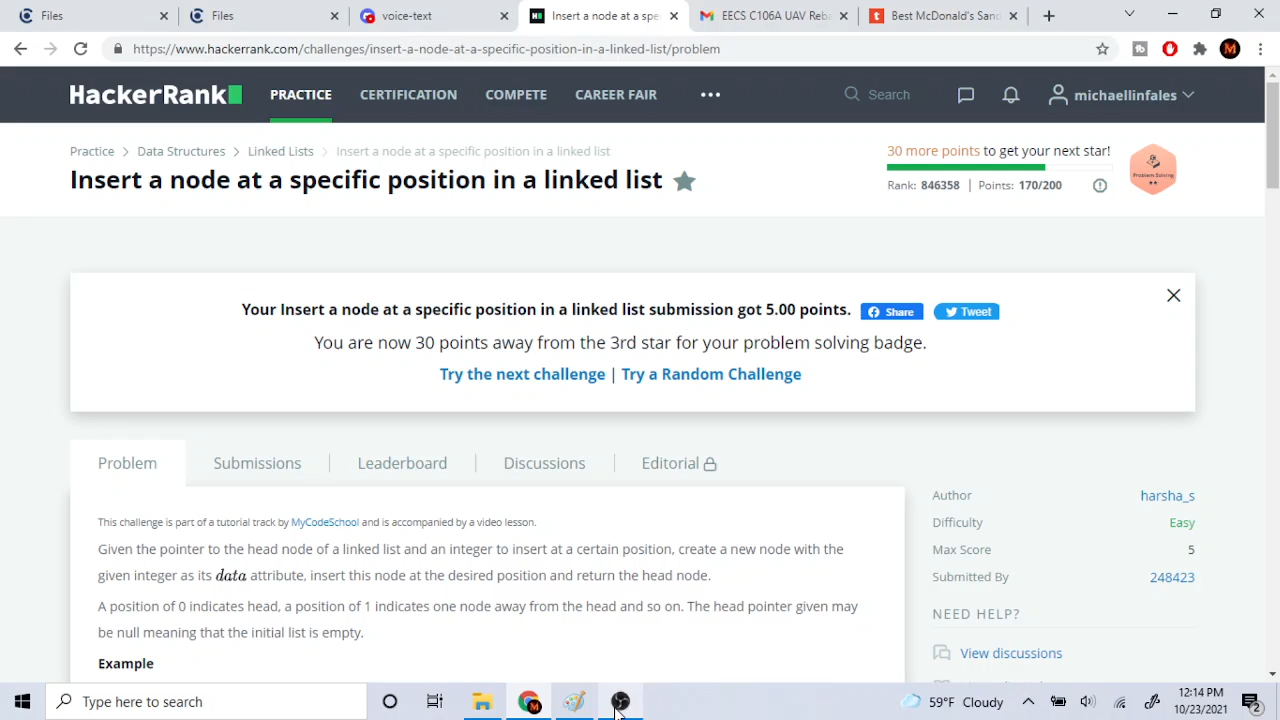 Files
Files
voice-text
Insert a node at a spe
EECS C106A UAV Reb
Best McDonald's Sand
https://www.hackerrank.com/challenges/insert-a-node-at-a-specific-position-in-a-linked-list/problem
HackerRank PRACTICE CERTIFICATION COMPETE CAREER FAIR Search michaellinfales
Practice > Data Structures > Linked Lists > Insert a node at a specific position in a linked list
Insert a node at a specific position in a linked list
30 more points to get your next star!
Rank: 846358 | Points: 170/200
Problem Solving
Your Insert a node at a specific position in a linked list submission got 5.00 points. Share Tweet
You are now 30 points away from the 3rd star for your problem solving badge.
Try the next challenge | Try a Random Challenge
Problem Submissions Leaderboard Discussions Editorial
This challenge is part of a tutorial track by MyCodeSchool and is accompanied by a video lesson.
Given the pointer to the head node of a linked list and an integer to insert at a certain position, create a new node with the
given integer as its data attribute, insert this node at the desired position and return the head node.
A position of 0 indicates head, a position of 1 indicates one node away from the head and so on. The head pointer given may
be null meaning that the initial list is empty.
Example
Author harsha_s
Difficulty Easy
Max Score 5
Submitted By 248423
NEED HELP?
View discussions
Type here to search
59°F Cloudy
12:14 PM
10/23/2021
2